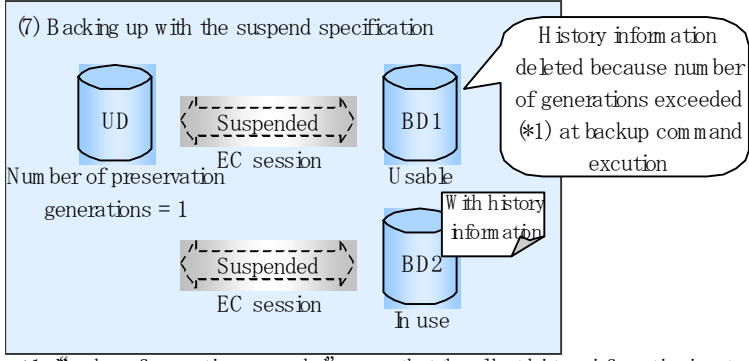 (7) Backing up with the suspend specification
History information
deleted because number
of generations exceeded
(*1) at backup command
excution
UD
Suspended
BD1
EC session
Number of preservation
generations = 1
Usable
With history
information
Suspended
BD2
EC session
In use